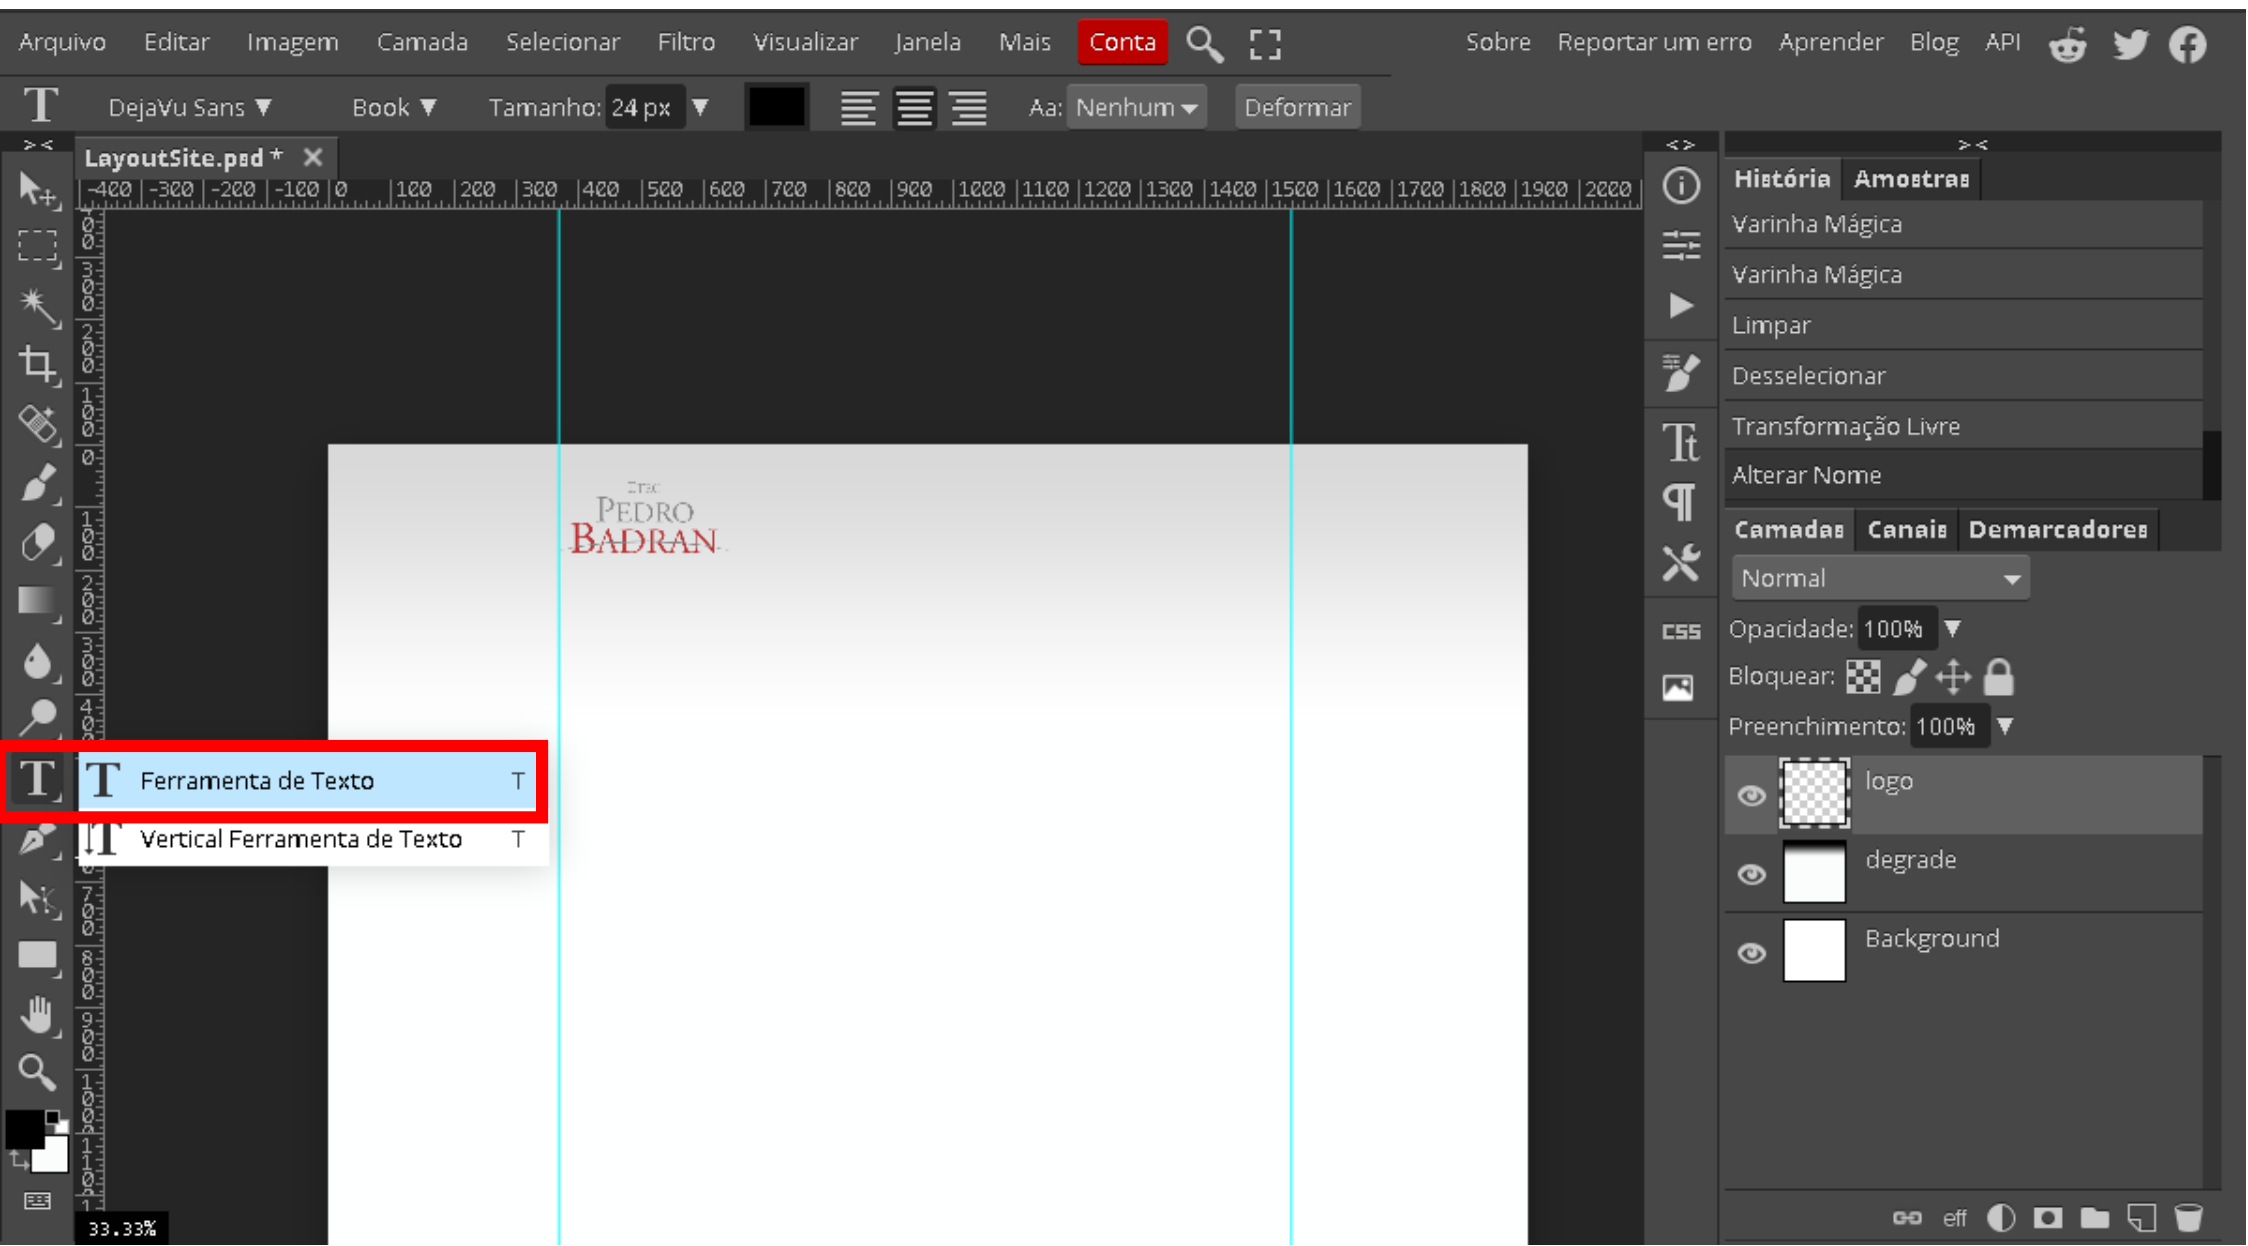 Arquivo Editar Imagem Camada Selecionar Filtro Visualizar Janela Mais Conta Sobre Reportar um erro Aprender Blog API
T DejaVu Sans ▼ Book ▼ Tamanho: 24 px ▼ Aa: Nenhum Deformar
> < < > > <
LayoutSite.psd *
-400 -300 -200 -100 0 100 200 300 400 500 600 700 800 900 1000 1100 1200 1300 1400 1500 1600 1700 1800 1900 2000
História Amostras
Varinha Mágica
Varinha Mágica
Limpar
Desselecionar
Transformação Livre
Alterar Nome
ETEC
PEDRO
BADRAN
T Ferramenta de Texto T
Vertical Ferramenta de Texto T
33.33%
CSS
Camadas Canais Demarcadores
Normal
Opacidade: 100% ▼
Bloquear:
Preenchimento: 100% ▼
logo
degrade
Background
eff